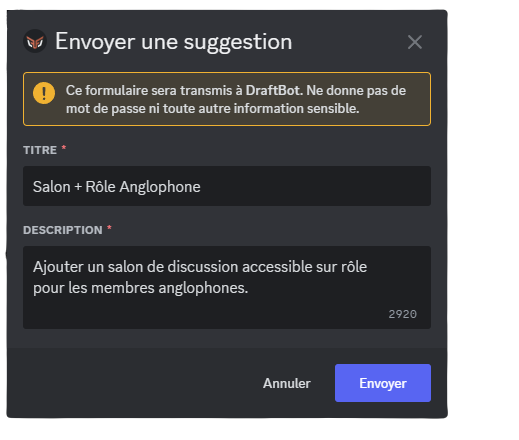 Envoyer une suggestion
Ce formulaire sera transmis à DraftBot. Ne donne pas de
mot de passe ni toute autre information sensible.
TITRE *
Salon + Rôle Anglophone
DESCRIPTION *
Ajouter un salon de discussion accessible sur rôle
pour les membres anglophones.
2920
Annuler
Envoyer